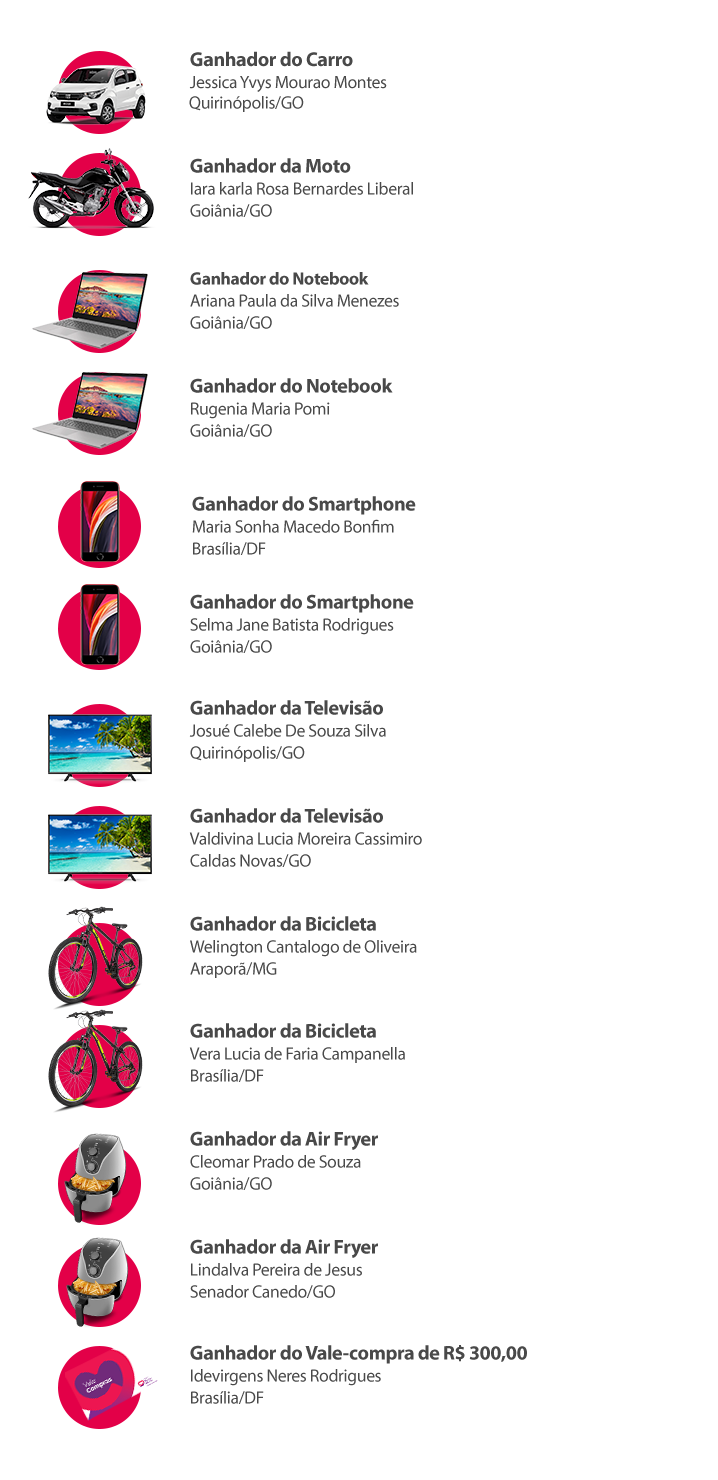 Ganhador do Carro
Jessica Yvys Mourao Montes
Quirinópolis/GO
Ganhador da Moto
Iara karla Rosa Bernardes Liberal
Goiânia/GO
Ganhador do Notebook
Ariana Paula da Silva Menezes
Goiânia/GO
Ganhador do Notebook
Rugenia Maria Pomi
Goiânia/GO
Ganhador do Smartphone
Maria Sonha Macedo Bonfim
Brasília/DF
Ganhador do Smartphone
Selma Jane Batista Rodrigues
Goiânia/GO
Ganhador da Televisão
Josué Calebe De Souza Silva
Quirinópolis/GO
Ganhador da Televisão
Valdivina Lucia Moreira Cassimiro
Caldas Novas/GO
Ganhador da Bicicleta
Welington Cantalogo de Oliveira
Araporã/MG
Ganhador da Bicicleta
Vera Lucia de Faria Campanella
Brasília/DF
Ganhador da Air Fryer
Cleomar Prado de Souza
Goiânia/GO
Ganhador da Air Fryer
Lindalva Pereira de Jesus
Senador Canedo/GO
Ganhador do Vale-compra de R$ 300,00
Idevirgens Neres Rodrigues
Brasília/DF
Vale
Compras